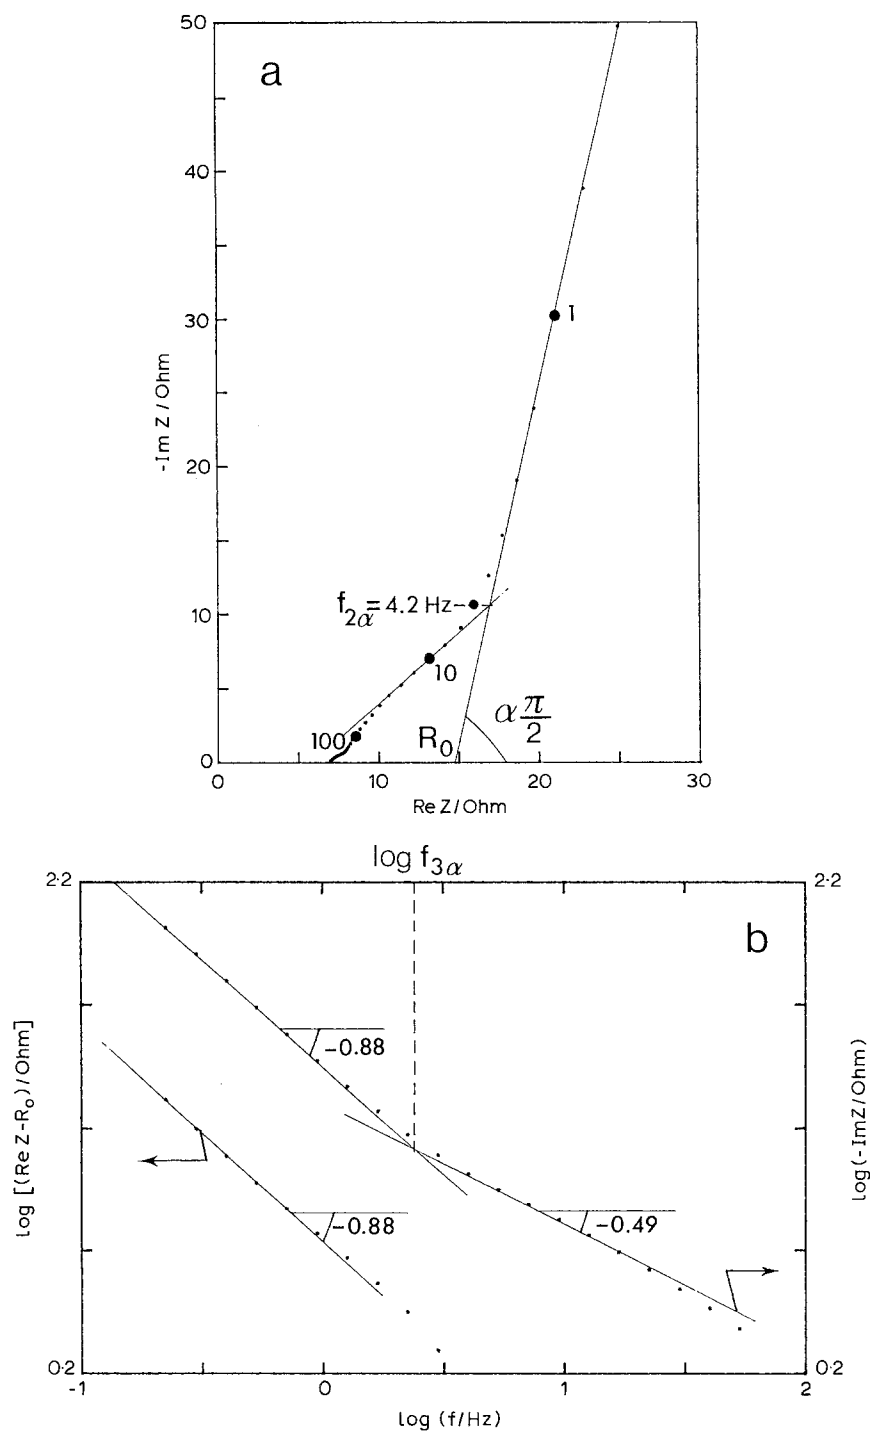 50
a
40
30
1
-Im Z / Ohm
20
f2α = 4.2 Hz
10
10
α π/2
100
R0
0
0 10 20 30
Re Z/Ohm
log f3α
2·2 2·2
b
-0.88
log [(Re Z-R0)/Ohm]
log(-ImZ/Ohm)
-0.88
-0.49
0·2 0·2
-1 0 1 2
log (f/Hz)